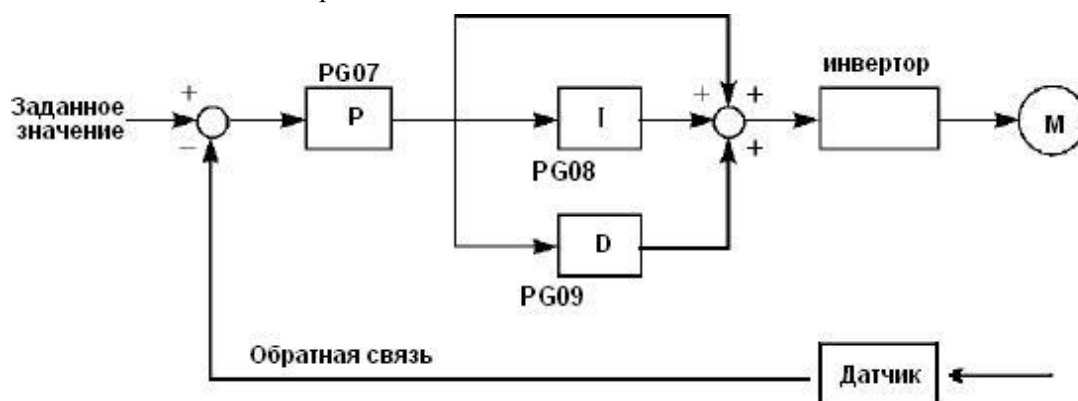 PG07
инвертор
Заданное
значение
+
−
P
I
+
+
+
M
PG08
D
PG09
Обратная связь
Датчик